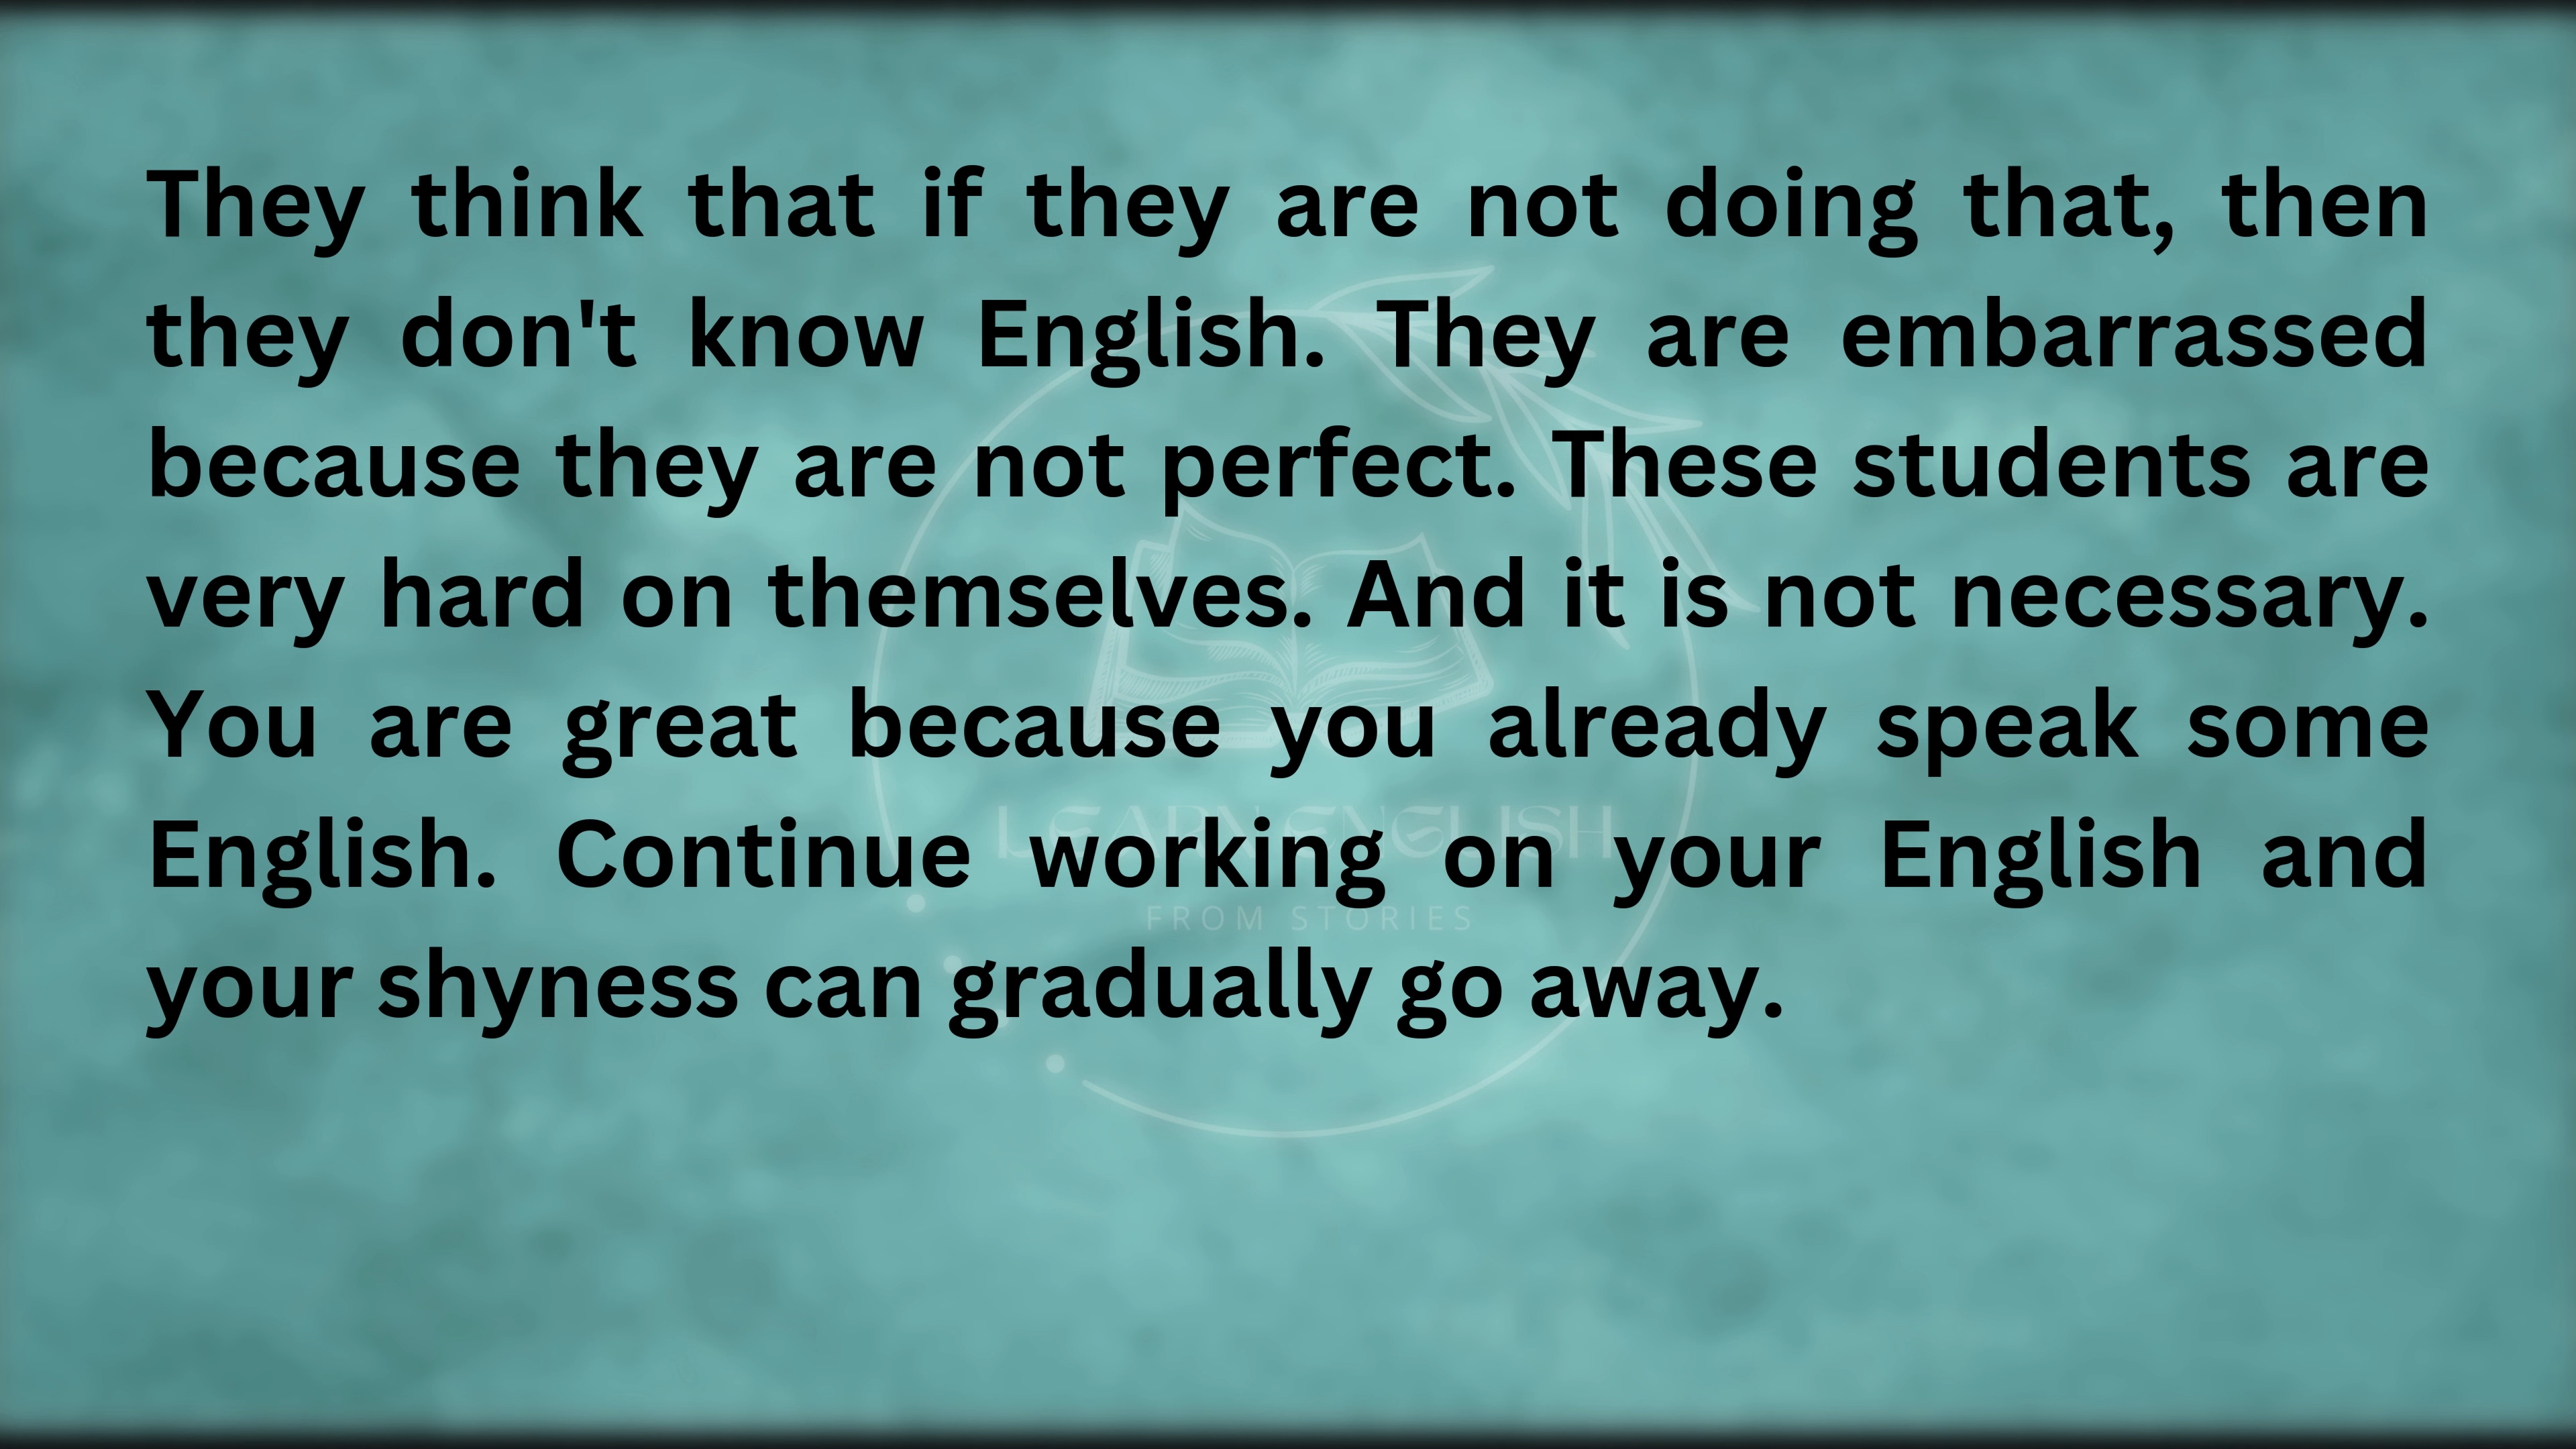 They think that if they are not doing that, then
they don't know English. They are embarrassed
because they are not perfect. These students are
very hard on themselves. And it is not necessary.
You are great because you already speak some
English. Continue working on your English and
your shyness can gradually go away.
LEARN ENGLISH
FROM STORIES